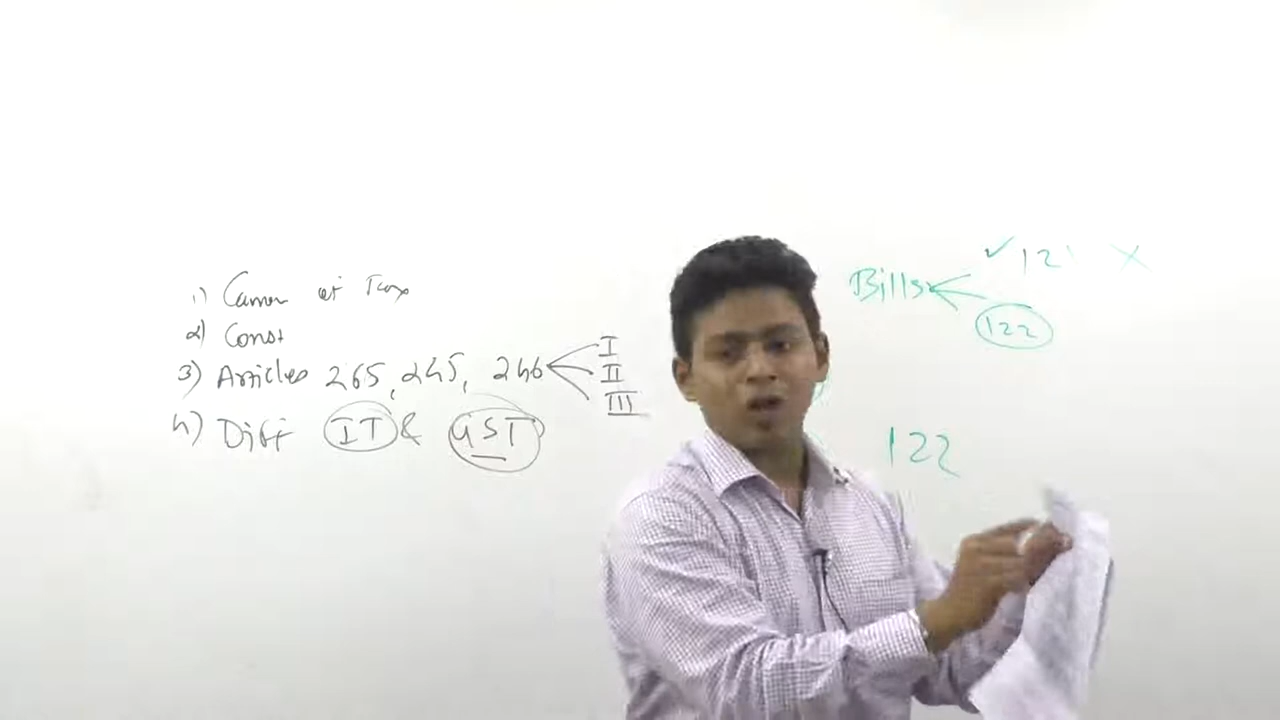 1) Canon of Tax
2) Const
3) Articles 265, 245, 246 I
II
III
4) Diff IT & GST
Bills ✓ 121 X
122
122